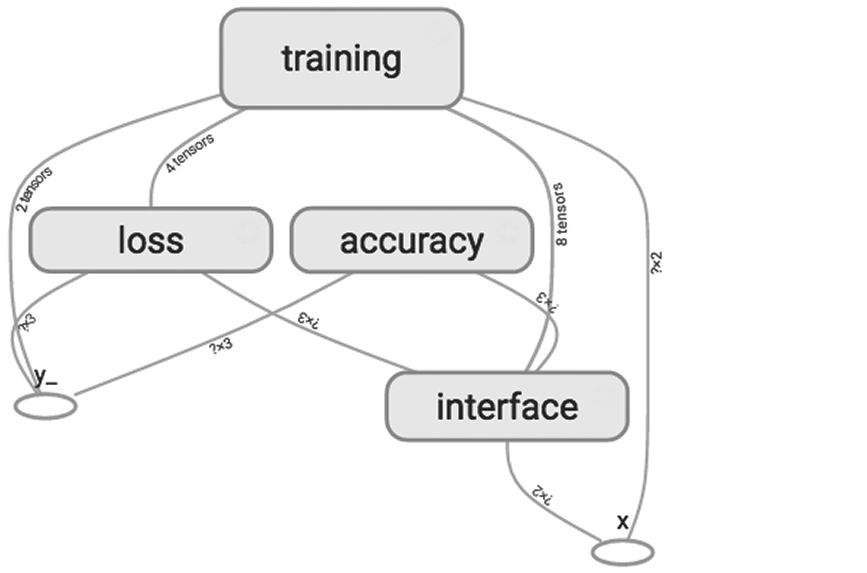 training
4 tensors
2 tensors
8 tensors
loss
accuracy
?×2
?×3
?×3
?×3
?×3
y_
interface
?×2
x